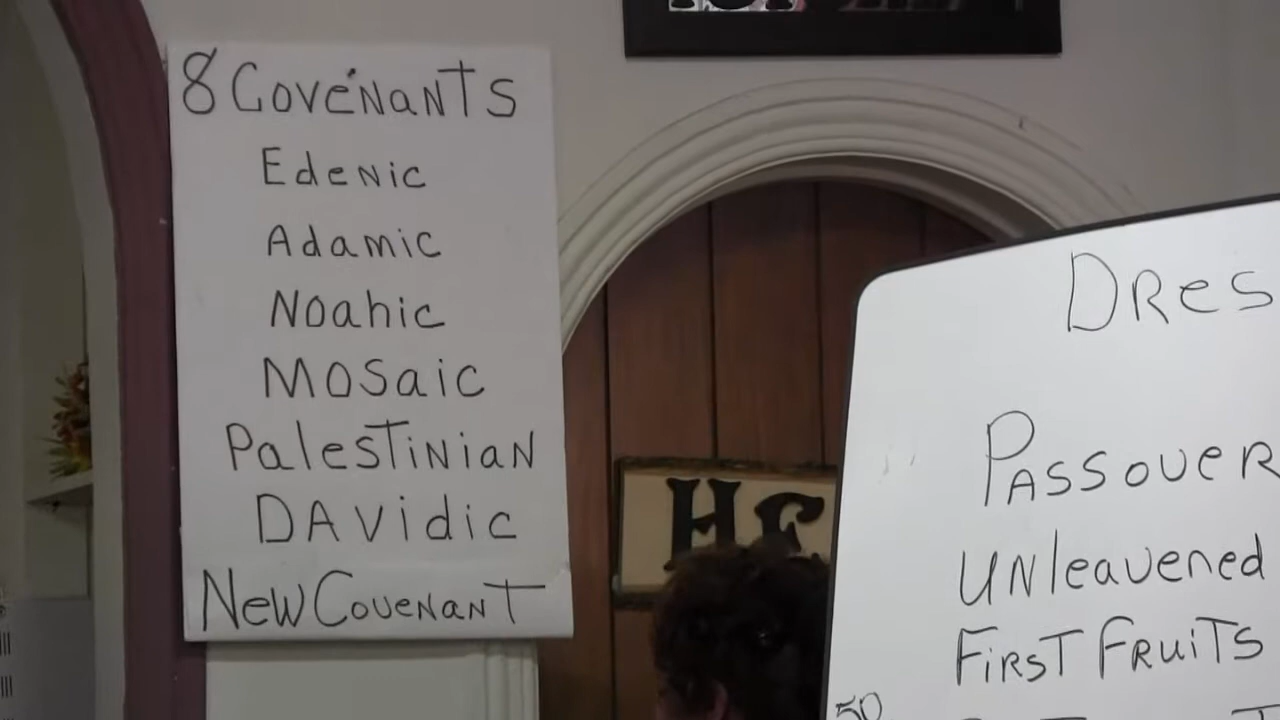 8 Covenants
Edenic
Adamic
Noahic
Mosaic
Palestinian
Davidic
New Covenant
Dres
Passover
Unleavened
First Fruits
50